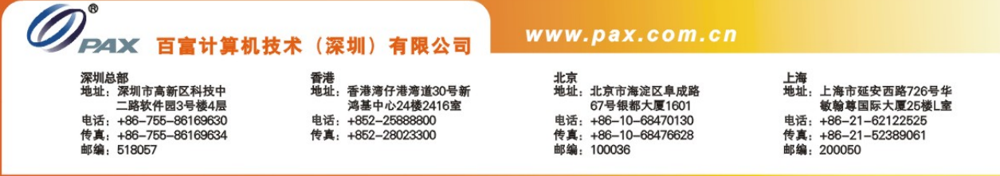 ®
PAX 百富计算机技术（深圳）有限公司
www.pax.com.cn
深圳总部
地址：深圳市高新区科技中
二路软件园3号楼4层
电话：+86-755-86169630
传真：+86-755-86169634
邮编：518057
香港
地址：香港湾仔港湾道30号新
鸿基中心24楼2416室
电话：+852-25888800
传真：+852-28023300
北京
地址：北京市海淀区阜成路
67号银都大厦1601
电话：+86-10-68470130
传真：+86-10-68476628
邮编：100036
上海
地址：上海市延安西路726号华
敏翰尊国际大厦25楼L室
电话：+86-21-62122525
传真：+86-21-52389061
邮编：200050